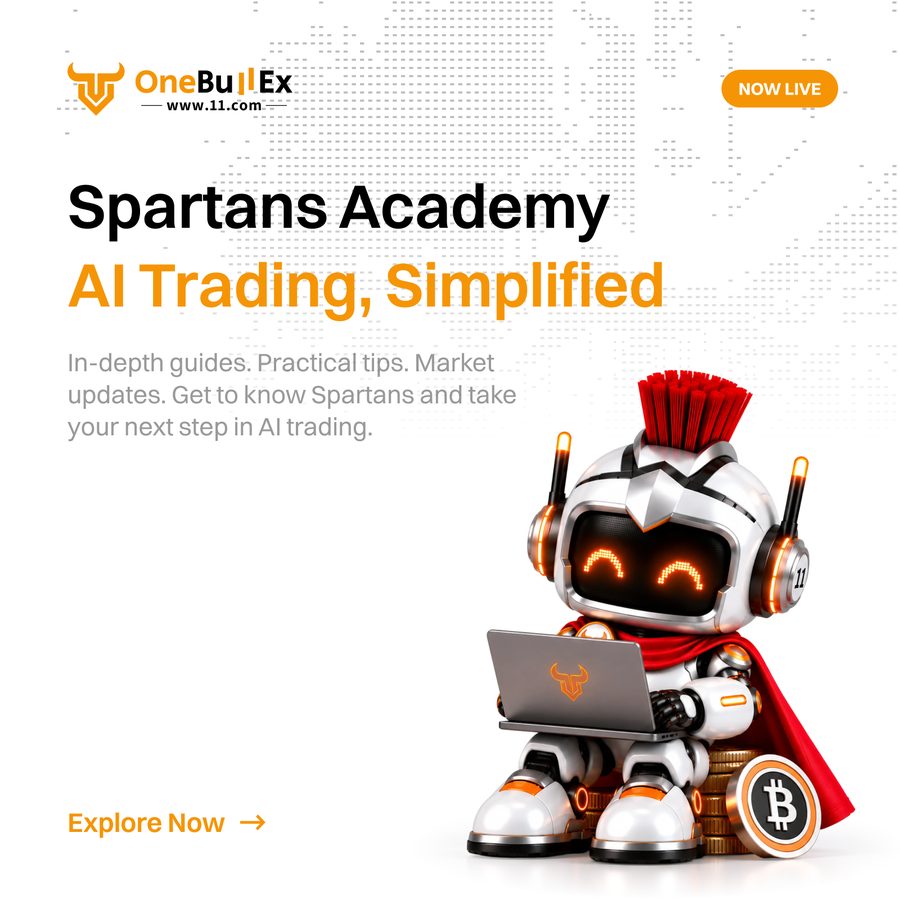 OneBullEx
www.11.com
NOW LIVE
Spartans Academy
AI Trading, Simplified
In-depth guides. Practical tips. Market
updates. Get to know Spartans and take
your next step in AI trading.
11
Explore Now →